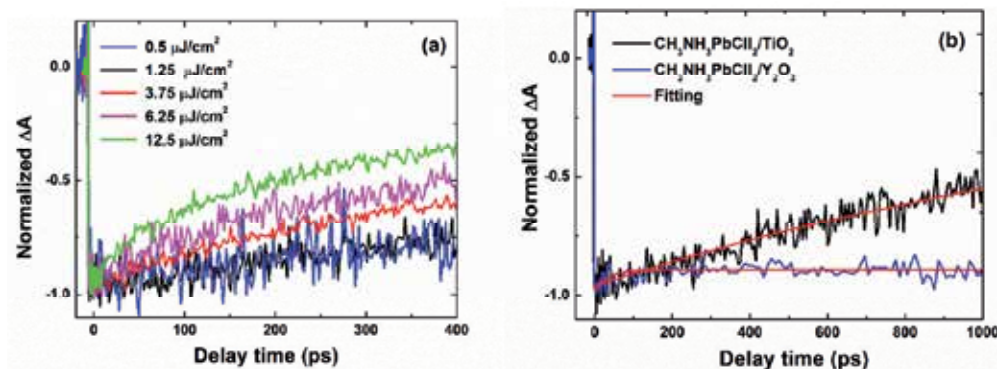 (a)
0.5 μJ/cm²
1.25 μJ/cm²
3.75 μJ/cm²
6.25 μJ/cm²
12.5 μJ/cm²
0.0
-0.5
-1.0
Normalized ΔA
0 100 200 300 400
Delay time (ps)
(b)
CH₃NH₃PbClI₂/TiO₂
CH₃NH₃PbClI₂/Y₂O₃
Fitting
0.0
-0.5
-1.0
Normalized ΔA
0 200 400 600 800 1000
Delay time (ps)